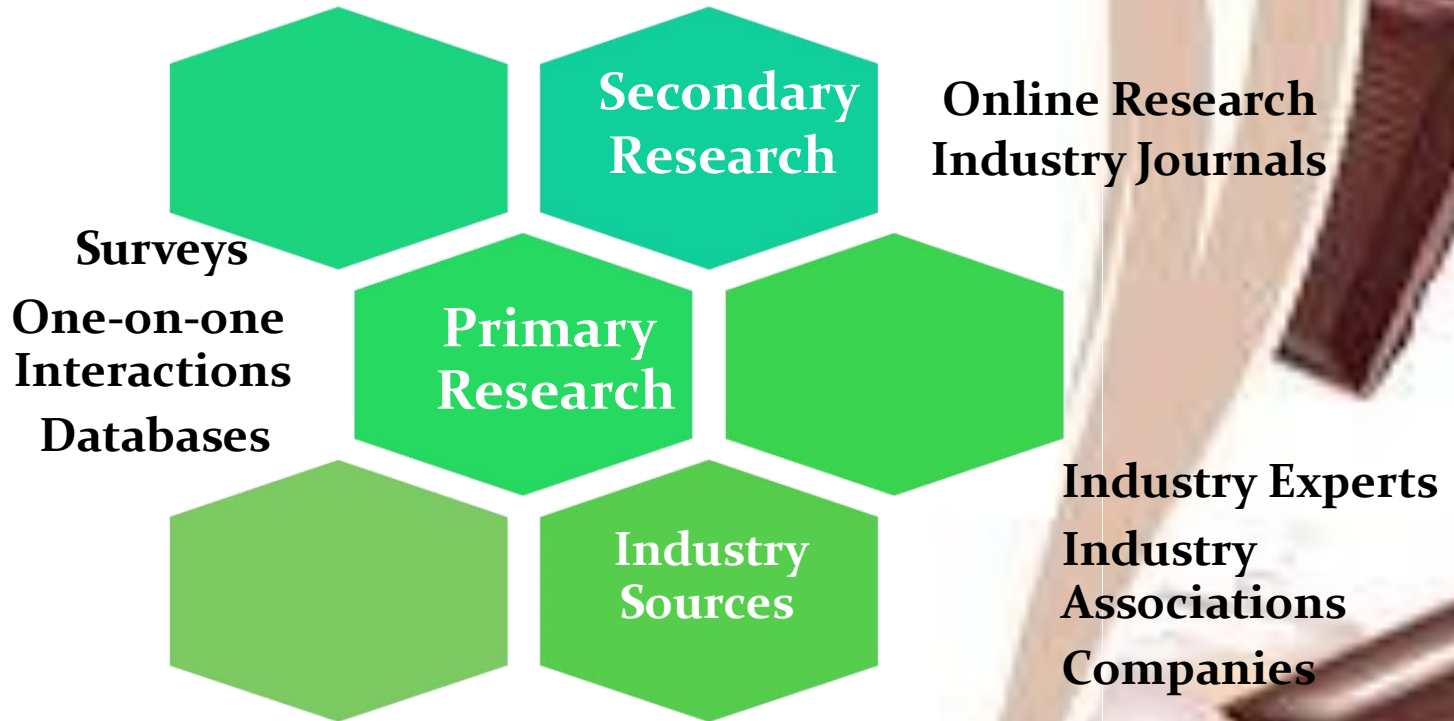 Secondary
Research
Online Research
Industry Journals
Surveys
One-on-one
Interactions
Databases
Primary
Research
Industry
Sources
Industry Experts
Industry
Associations
Companies